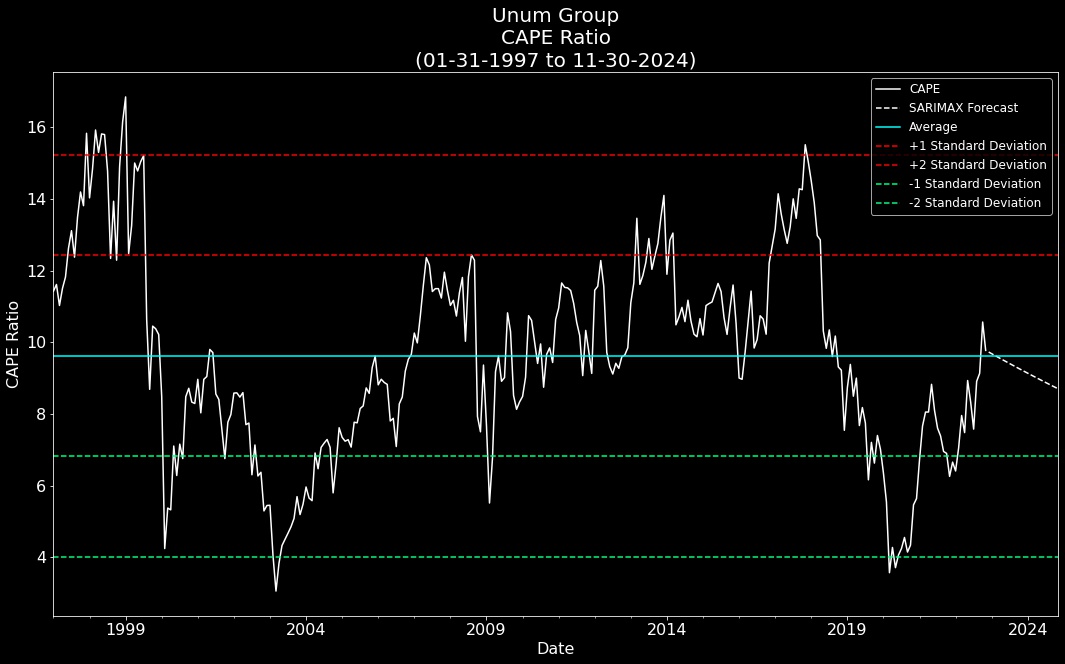 Unum Group
CAPE Ratio
(01-31-1997 to 11-30-2024)
CAPE
SARIMAX Forecast
Average
+1 Standard Deviation
+2 Standard Deviation
-1 Standard Deviation
-2 Standard Deviation
CAPE Ratio
16
14
12
10
8
6
4
1999 2004 2009 2014 2019 2024
Date